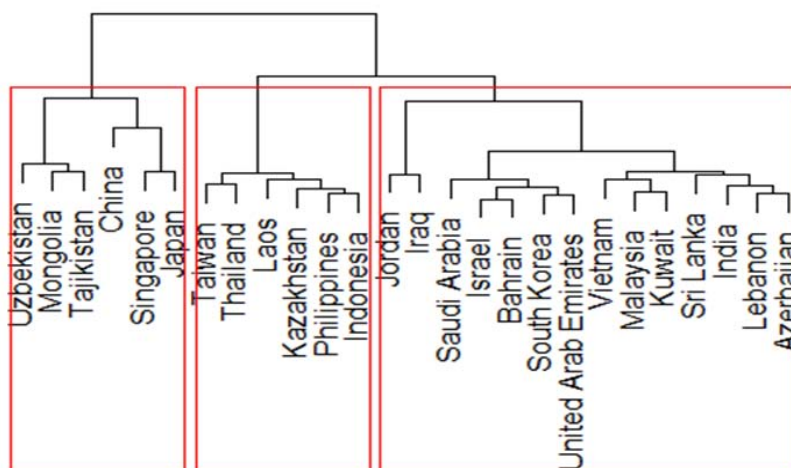 Uzbekistan
Mongolia
Tajikistan
China
Singapore
Japan
Taiwan
Thailand
Laos
Kazakhstan
Philippines
Indonesia
Jordan
Iraq
Saudi Arabia
Israel
Bahrain
South Korea
United Arab Emirates
Vietnam
Malaysia
Kuwait
Sri Lanka
India
Lebanon
Azerbaijan